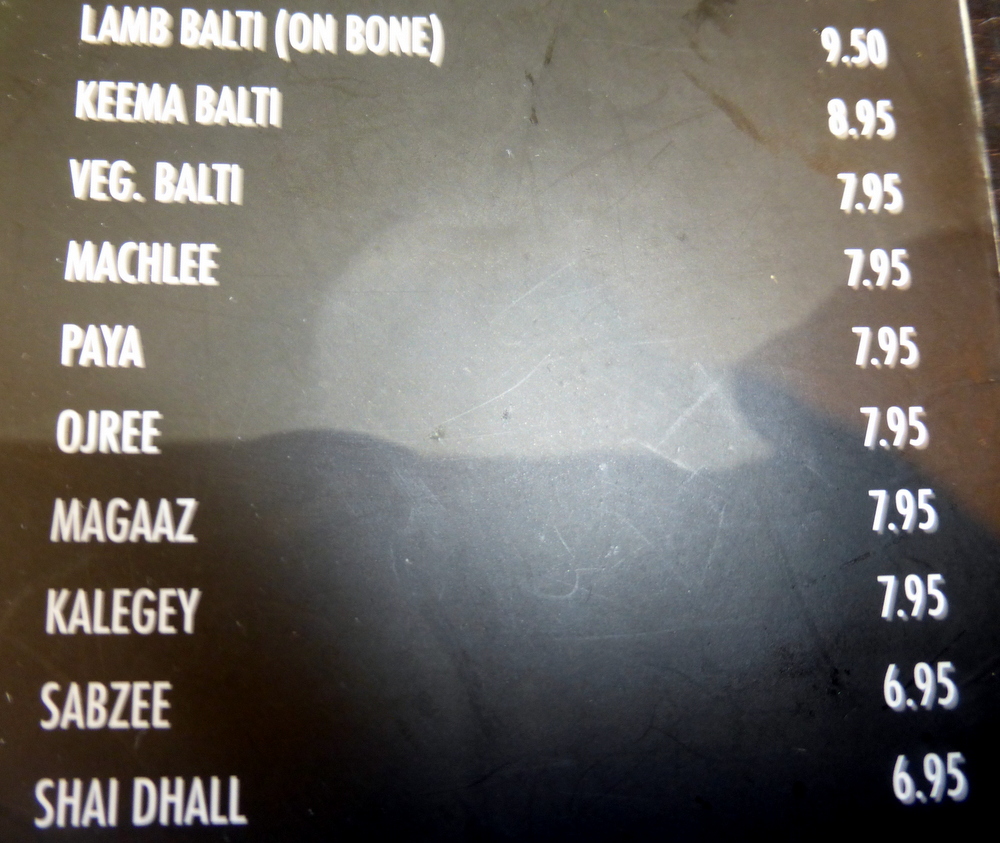 LAMB BALTI (ON BONE) 9.50
KEEMA BALTI 8.95
VEG. BALTI 7.95
MACHLEE 7.95
PAYA 7.95
OJREE 7.95
MAGAAZ 7.95
KALEGEY 7.95
SABZEE 6.95
SHAI DHALL 6.95